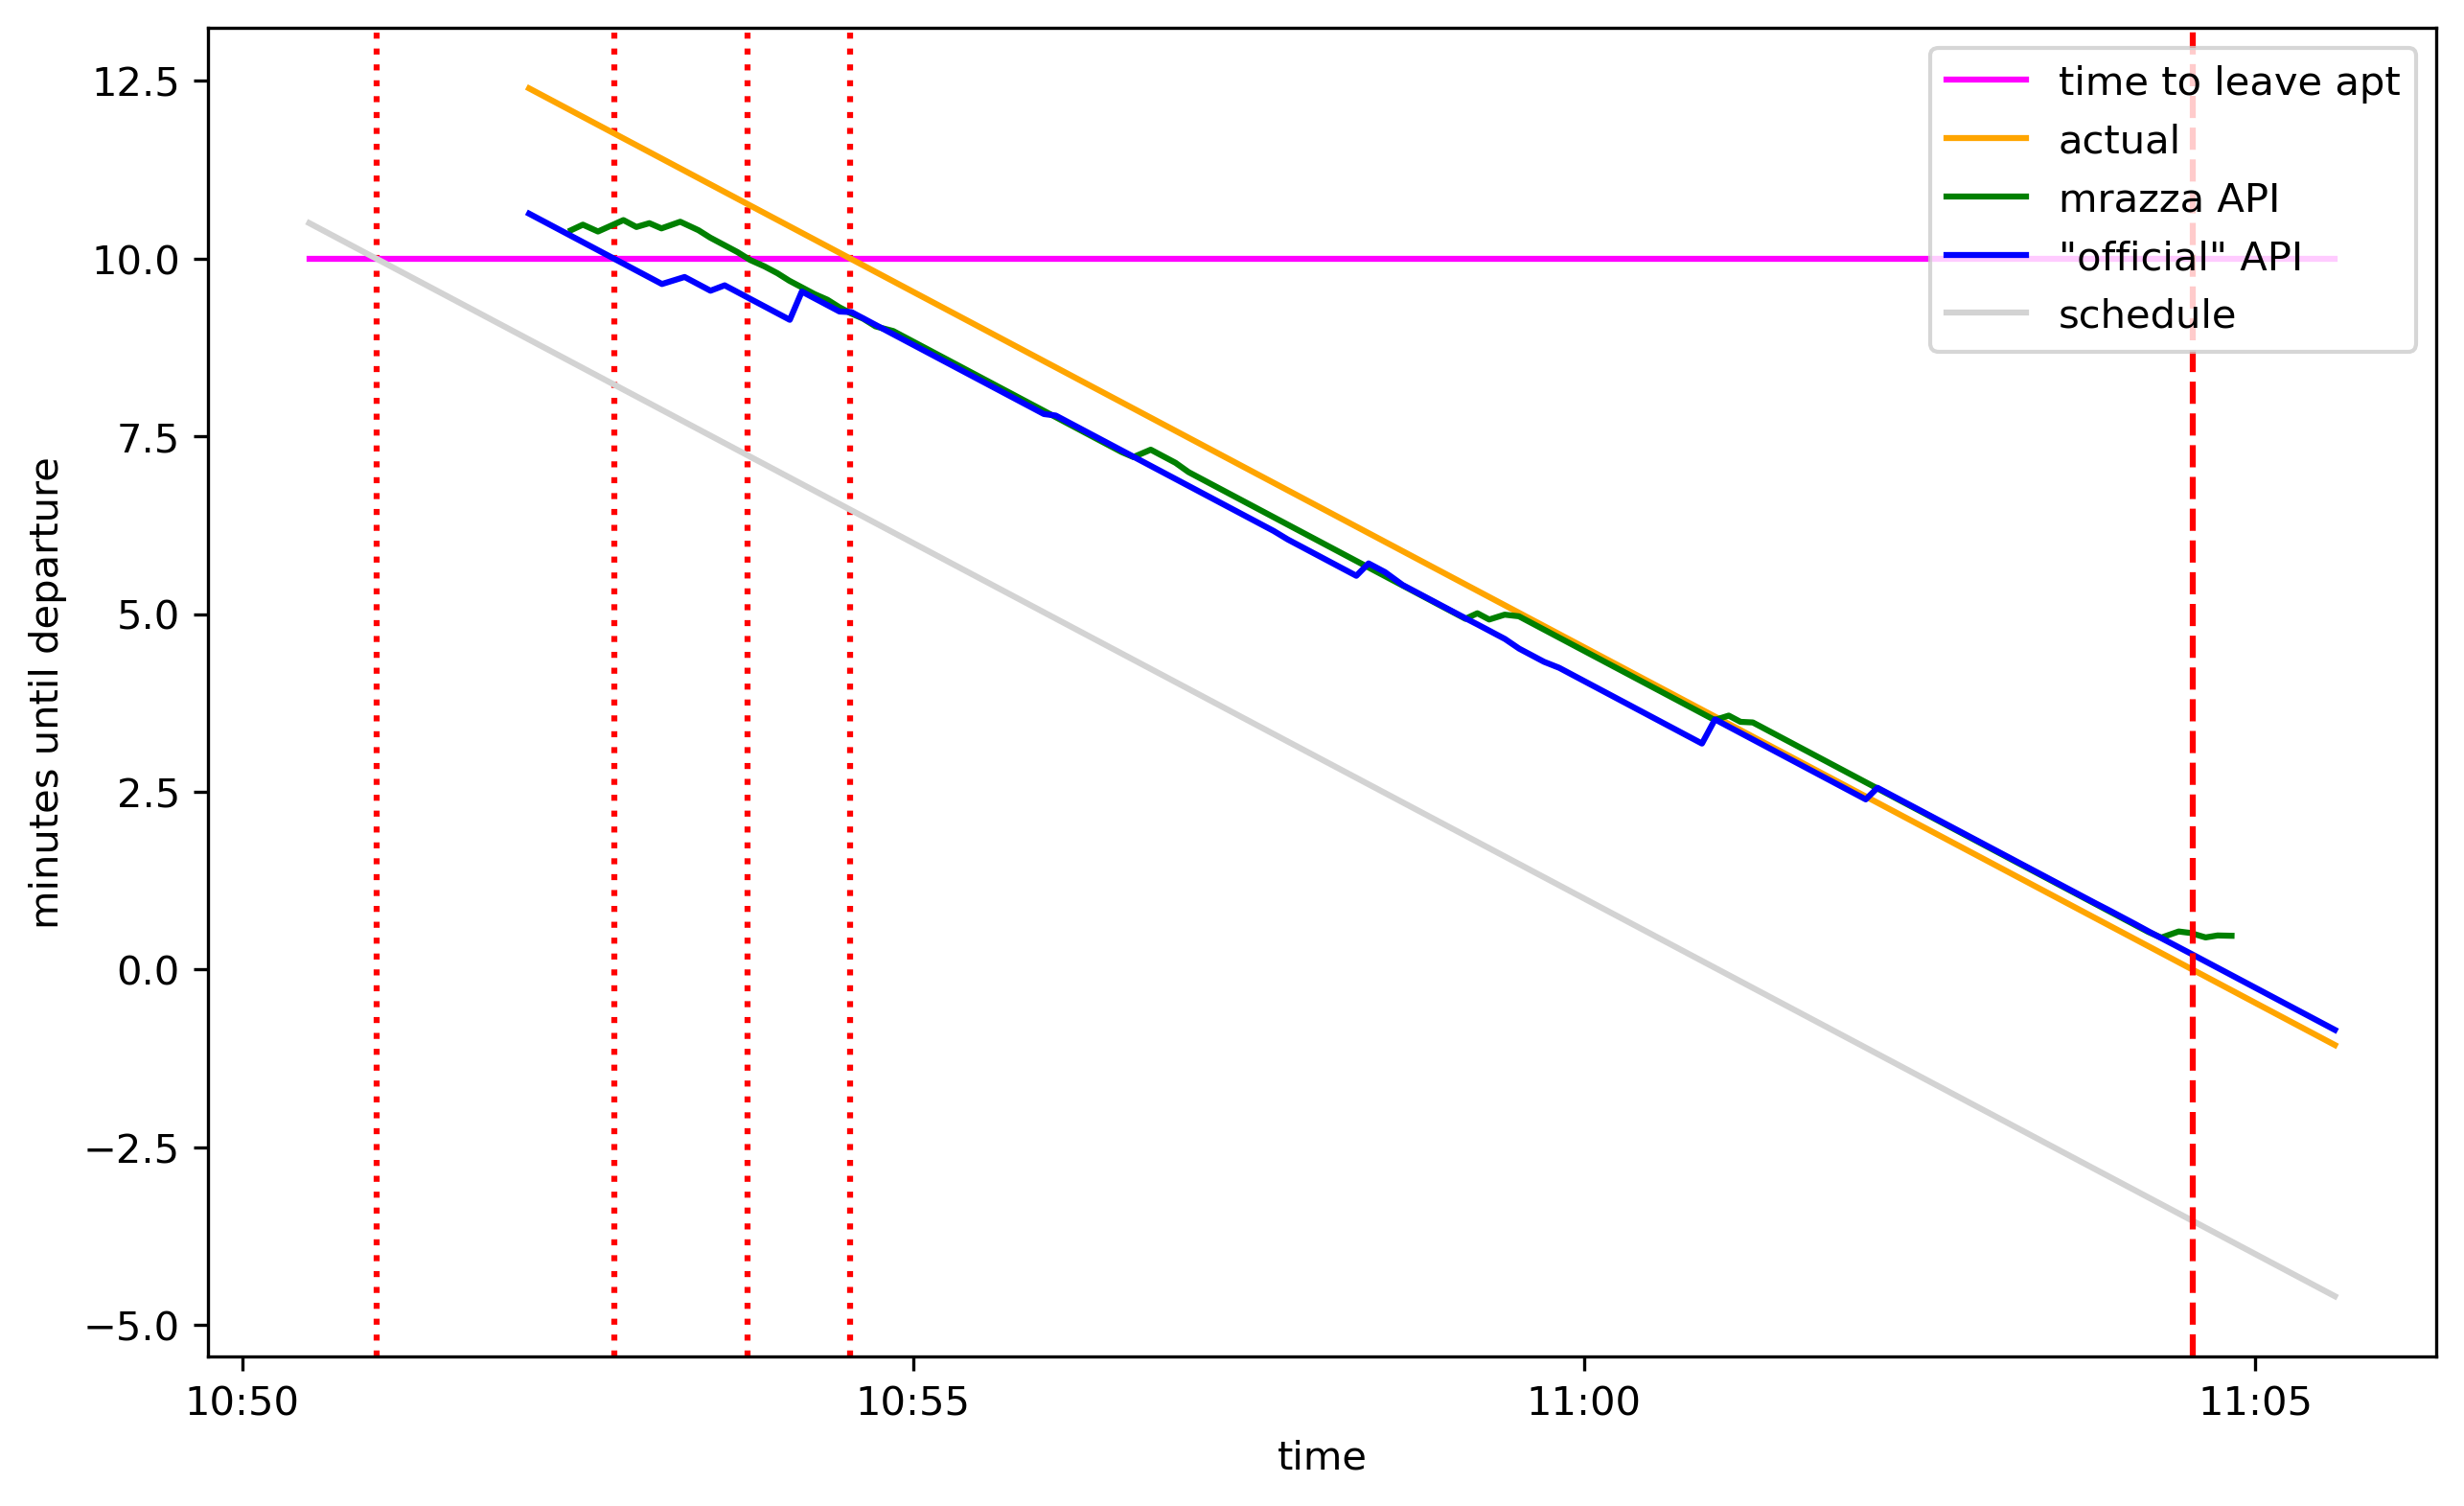 12.5
10.0
7.5
5.0
2.5
0.0
−2.5
−5.0
minutes until departure
time to leave apt
actual
mrazza API
"official" API
schedule
10:50
10:55
11:00
11:05
time